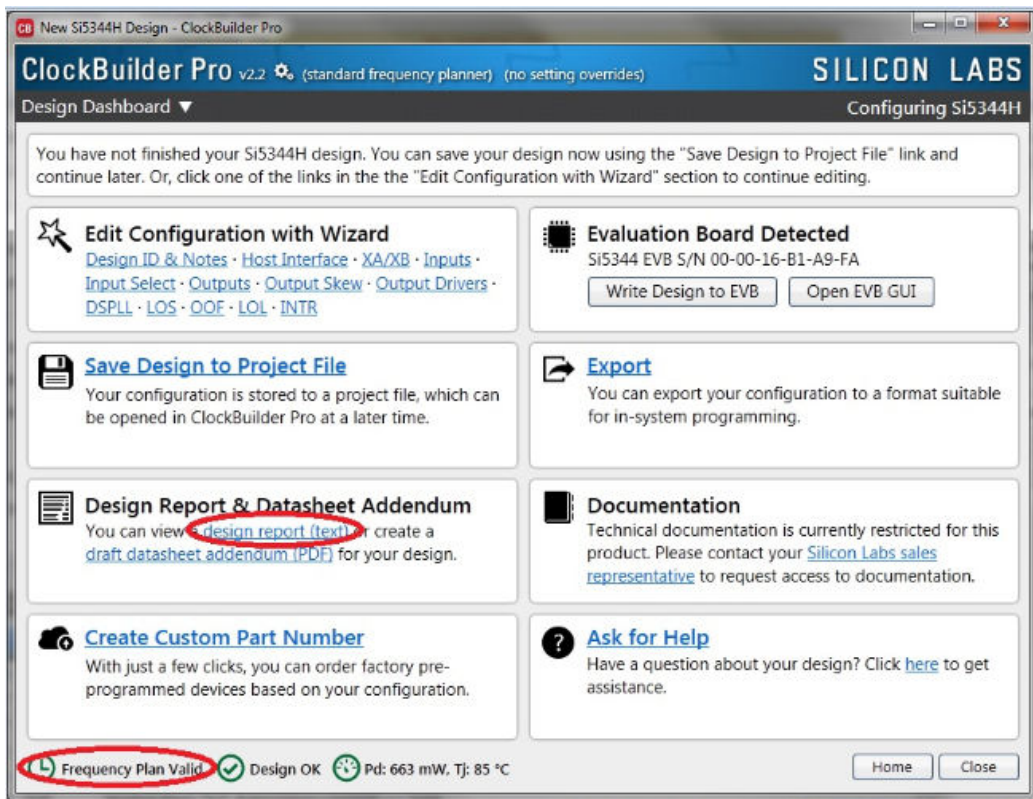 CB New Si5344H Design - ClockBuilder Pro
ClockBuilder Pro v2.2 (standard frequency planner) (no setting overrides) SILICON LABS
Design Dashboard ▼ Configuring Si5344H
You have not finished your Si5344H design. You can save your design now using the "Save Design to Project File" link and
continue later. Or, click one of the links in the the "Edit Configuration with Wizard" section to continue editing.
Edit Configuration with Wizard
Design ID & Notes · Host Interface · XA/XB · Inputs ·
Input Select · Outputs · Output Skew · Output Drivers ·
DSPLL · LOS · OOF · LOL · INTR
Evaluation Board Detected
Si5344 EVB S/N 00-00-16-B1-A9-FA
Write Design to EVB Open EVB GUI
Save Design to Project File
Your configuration is stored to a project file, which can
be opened in ClockBuilder Pro at a later time.
Export
You can export your configuration to a format suitable
for in-system programming.
Design Report & Datasheet Addendum
You can view a design report (text) or create a
draft datasheet addendum (PDF) for your design.
Documentation
Technical documentation is currently restricted for this
product. Please contact your Silicon Labs sales
representative to request access to documentation.
Create Custom Part Number
With just a few clicks, you can order factory pre-
programmed devices based on your configuration.
Ask for Help
Have a question about your design? Click here to get
assistance.
Frequency Plan Valid Design OK Pd: 663 mW, Tj: 85 °C Home Close